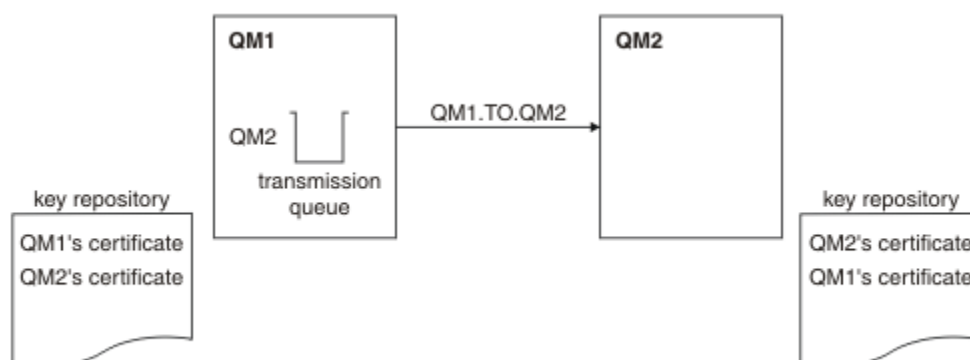 QM1
QM2
QM1.TO.QM2
QM2
transmission
queue
key repository
QM1's certificate
QM2's certificate
key repository
QM2's certificate
QM1's certificate